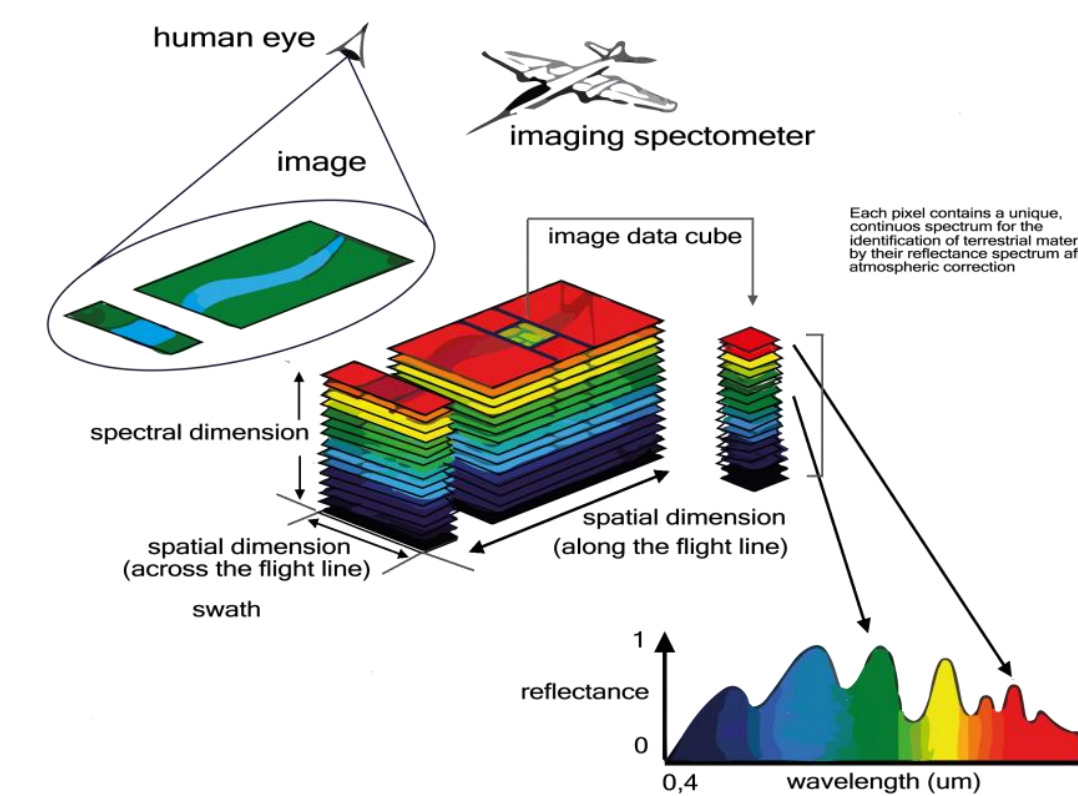 human eye
imaging spectometer
image
image data cube
Each pixel contains a unique,
continuos spectrum for the
identification of terrestrial mater
by their reflectance spectrum af
atmospheric correction
spectral dimension
spatial dimension
(across the flight line)
swath
spatial dimension
(along the flight line)
1
reflectance
0
0,4
wavelength (um)